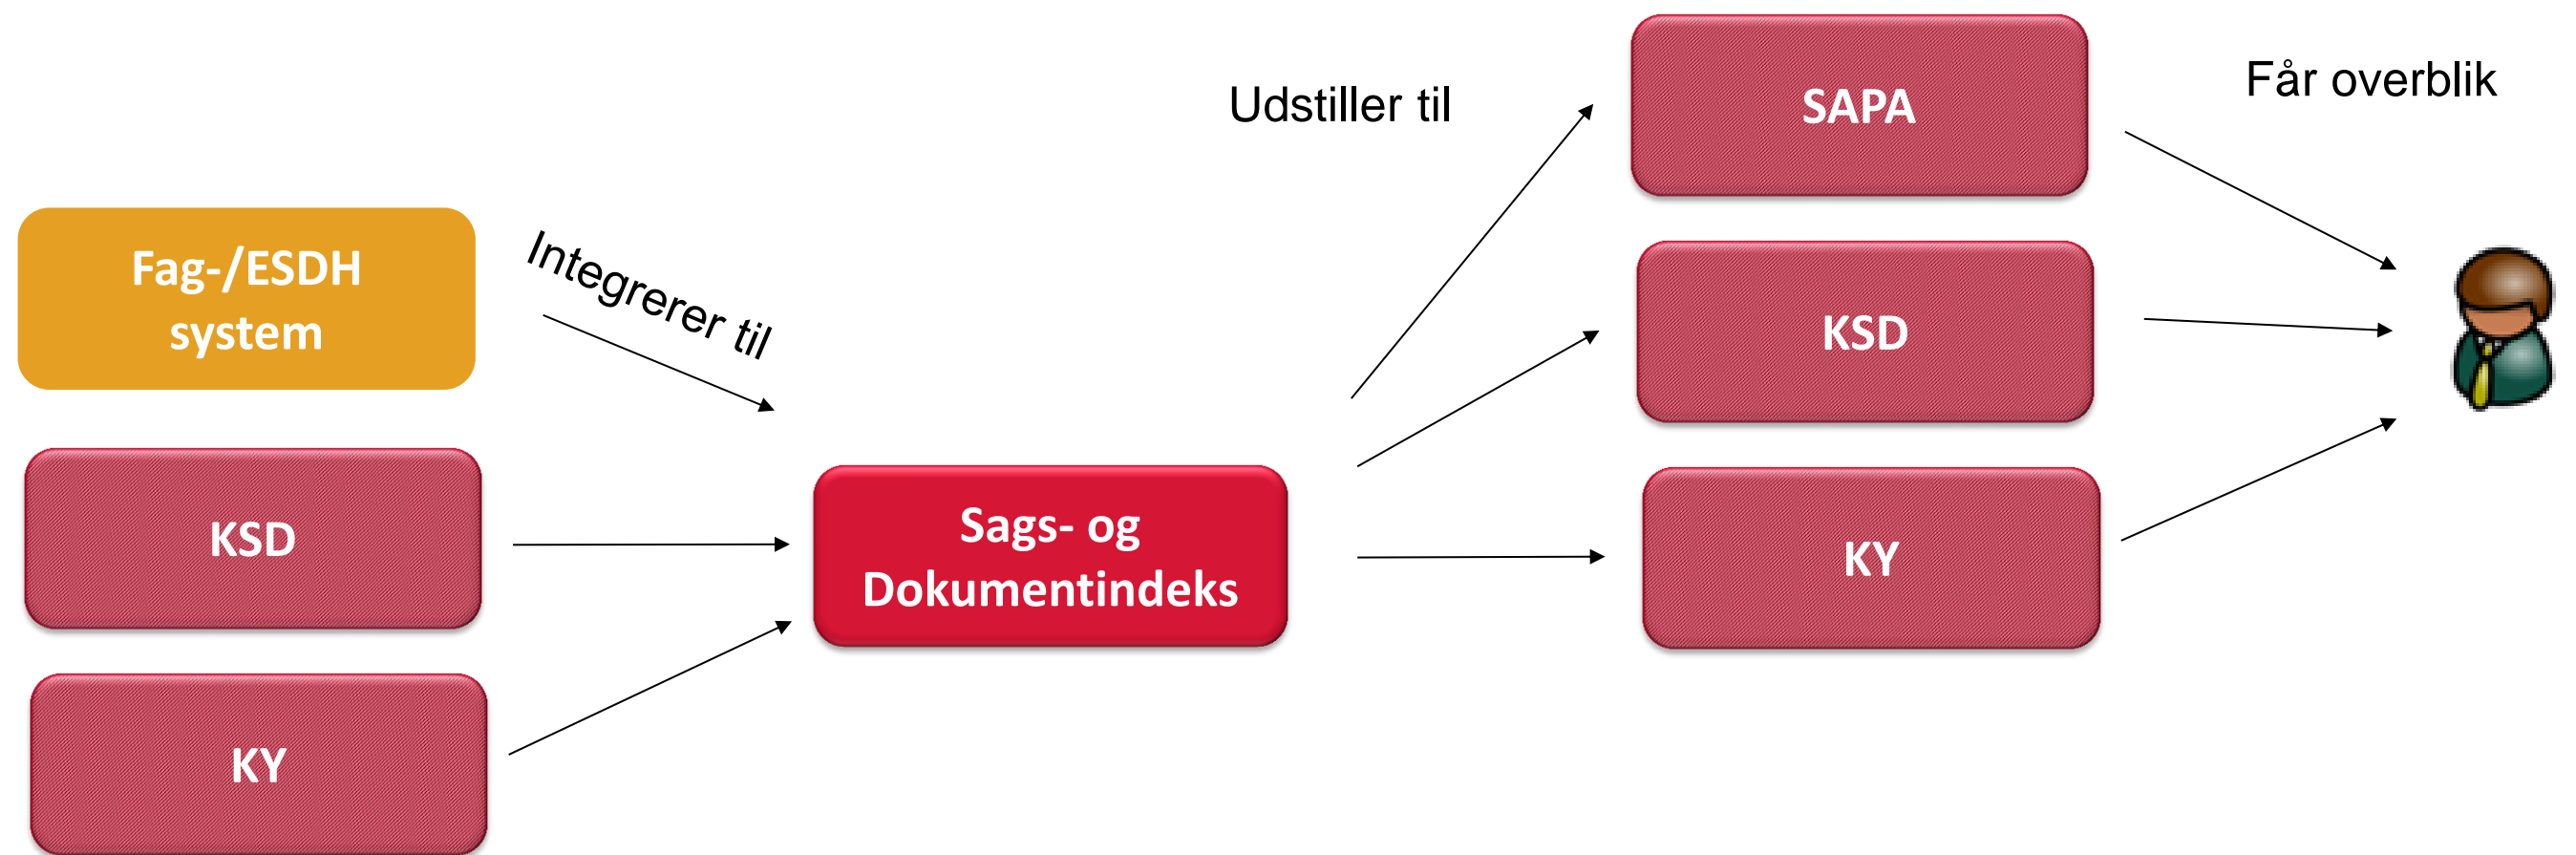 Fag-/ESDH
system
KSD
KY
Integrerer til
Sags- og
Dokumentindeks
Udstiller til
SAPA
KSD
KY
Får overblik